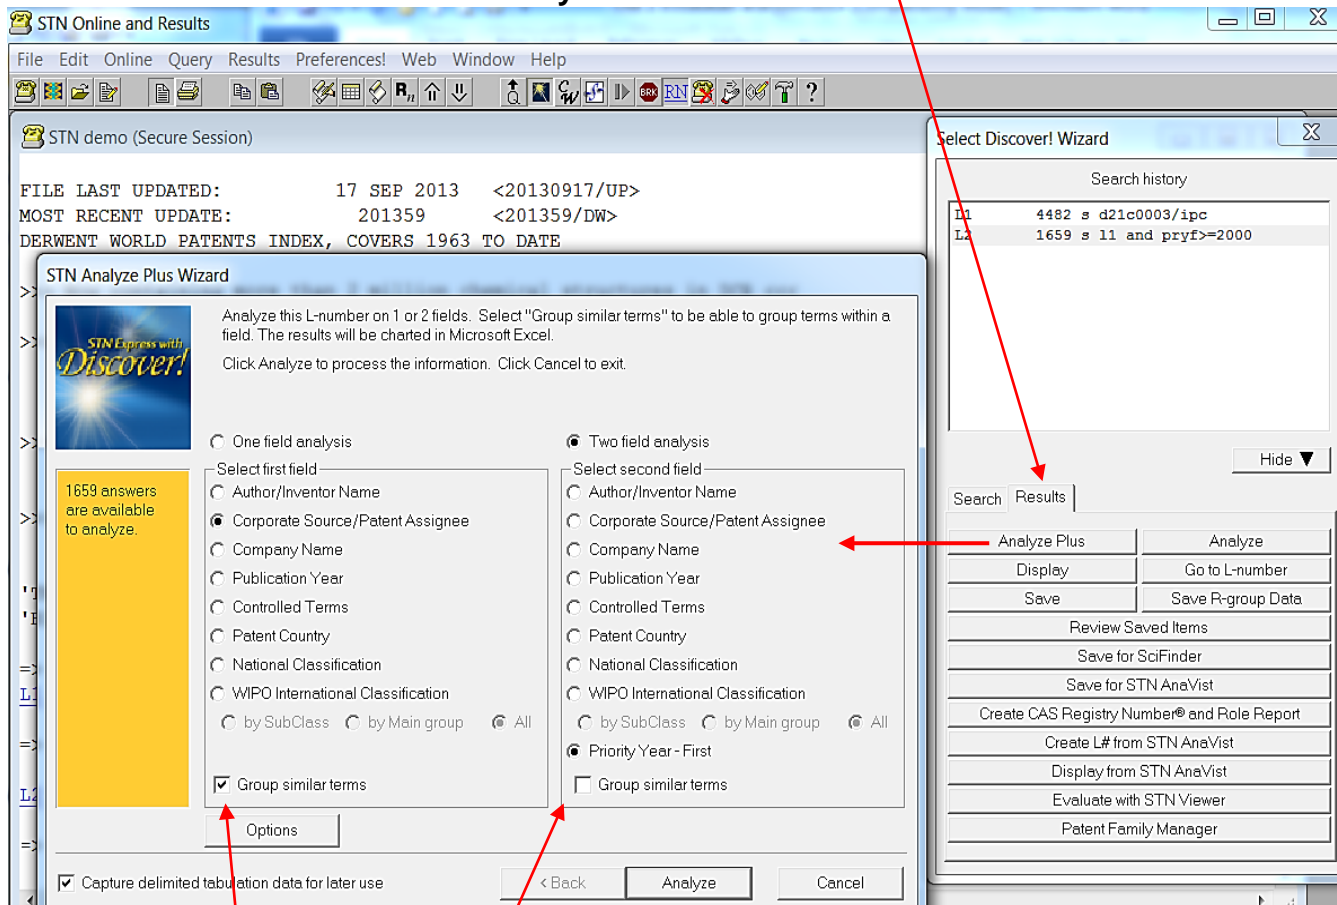 STN Online and Results
File Edit Online Query Results Preferences! Web Window Help
BRK RN
STN demo (Secure Session)
FILE LAST UPDATED: 17 SEP 2013 <20130917/UP>
MOST RECENT UPDATE: 201359 <201359/DW>
DERWENT WORLD PATENTS INDEX, COVERS 1963 TO DATE
>>
>>
>>
>>
=>
=>
=>
STN Analyze Plus Wizard
STN Express with
Discover!
Analyze this L-number on 1 or 2 fields. Select "Group similar terms" to be able to group terms within a
field. The results will be charted in Microsoft Excel.
Click Analyze to process the information. Click Cancel to exit.
1659 answers
are available
to analyze.
One field analysis
Select first field
Author/Inventor Name
Corporate Source/Patent Assignee
Company Name
Publication Year
Controlled Terms
Patent Country
National Classification
WIPO International Classification
by SubClass by Main group All
Group similar terms
Options
Two field analysis
Select second field
Author/Inventor Name
Corporate Source/Patent Assignee
Company Name
Publication Year
Controlled Terms
Patent Country
National Classification
WIPO International Classification
by SubClass by Main group All
Priority Year - First
Group similar terms
Capture delimited tabulation data for later use
< Back Analyze Cancel
Select Discover! Wizard
Search history
L1 4482 s d21c0003/ipc
L2 1659 s l1 and pryf>=2000
Hide ▼
Search Results
Analyze Plus Analyze
Display Go to L-number
Save Save R-group Data
Review Saved Items
Save for SciFinder
Save for STN AnaVist
Create CAS Registry Number® and Role Report
Create L# from STN AnaVist
Display from STN AnaVist
Evaluate with STN Viewer
Patent Family Manager